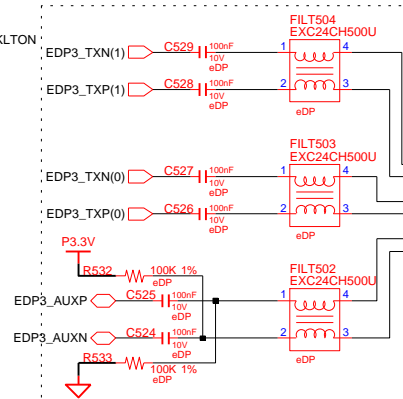 FILT504
EXC24CH500U
KLTON
EDP3_TXN(1) C529 100nF 1 4
10V
eDP
EDP3_TXP(1) C528 100nF 2 3
10V
eDP
eDP
FILT503
EXC24CH500U
EDP3_TXN(0) C527 100nF 1 4
10V
eDP
EDP3_TXP(0) C526 100nF 2 3
10V
eDP
eDP
P3.3V
R532 100K 1%
eDP
FILT502
EXC24CH500U
EDP3_AUXP C525 100nF 1 4
10V
eDP
EDP3_AUXN C524 100nF 2 3
10V
eDP
R533 100K 1%
eDP
eDP